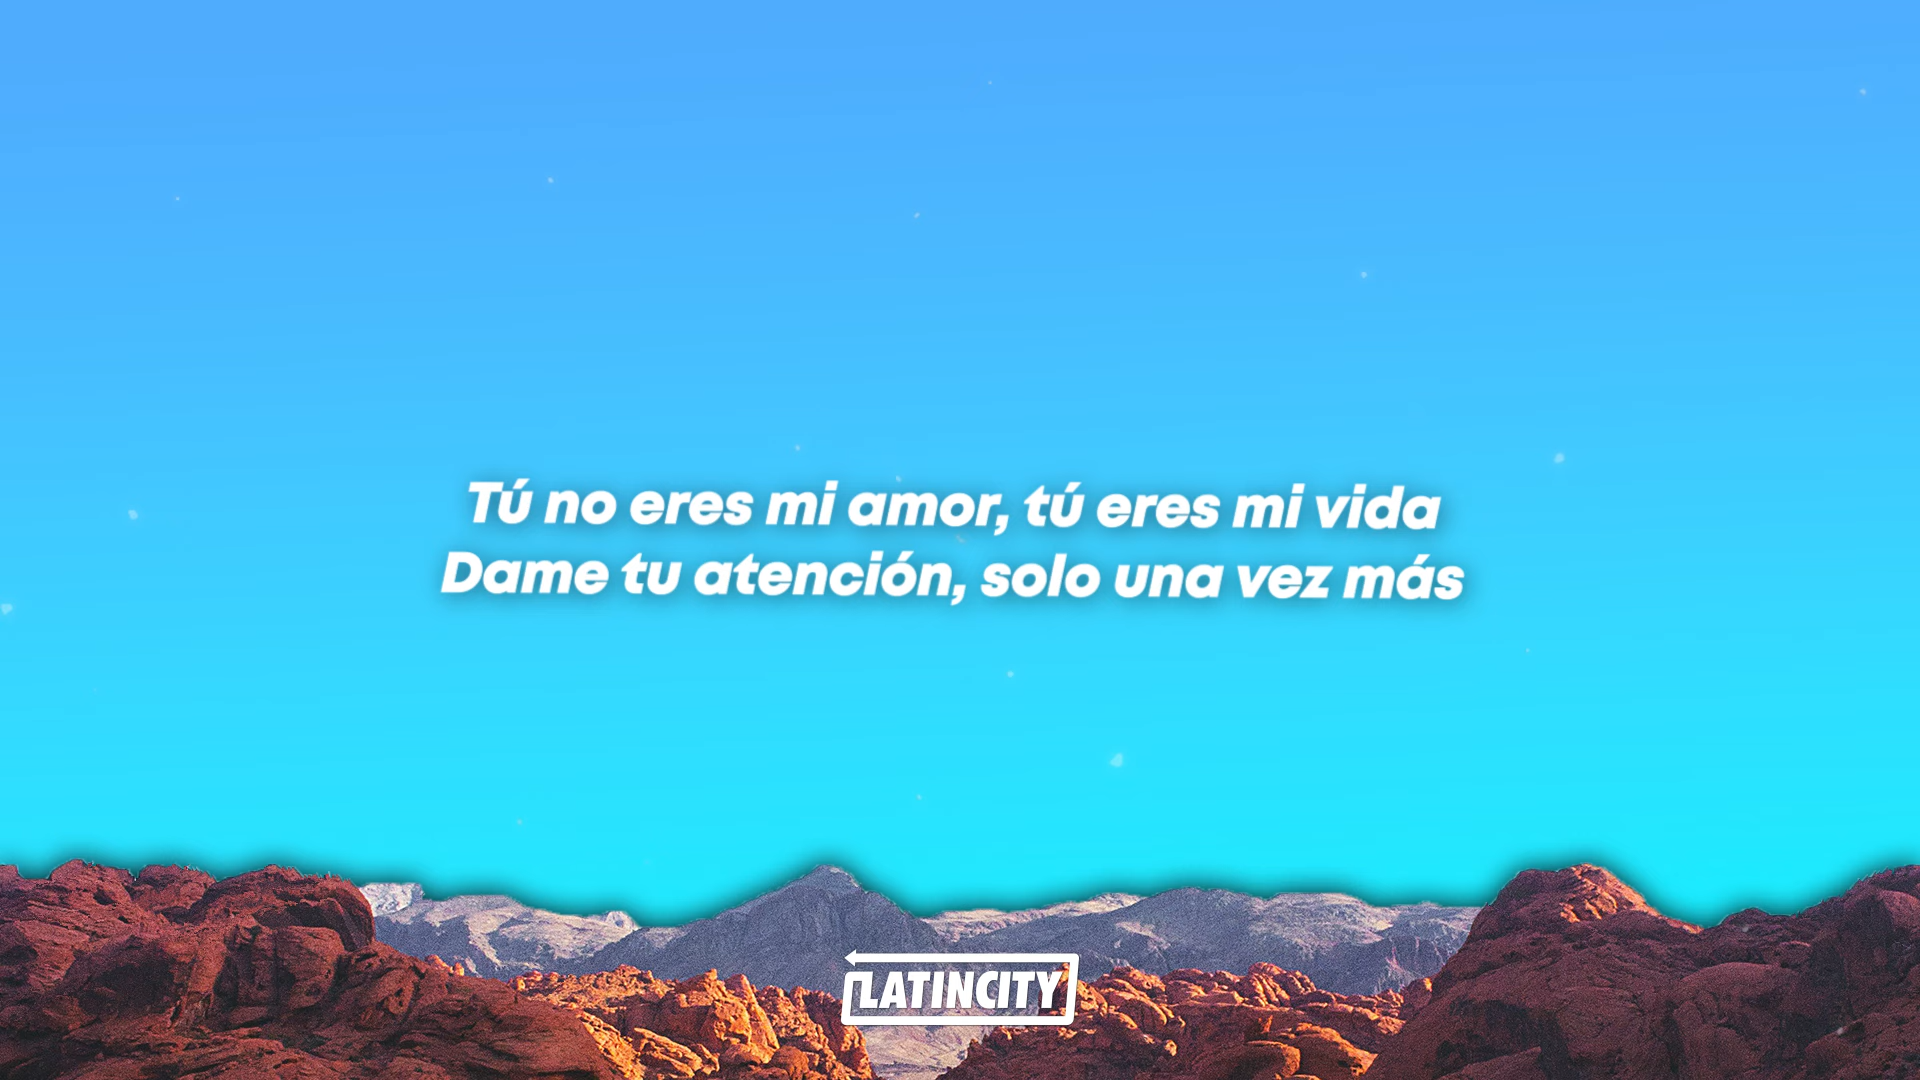 Tú no eres mi amor, tú eres mi vida
Dame tu atención, solo una vez más
LATINCITY